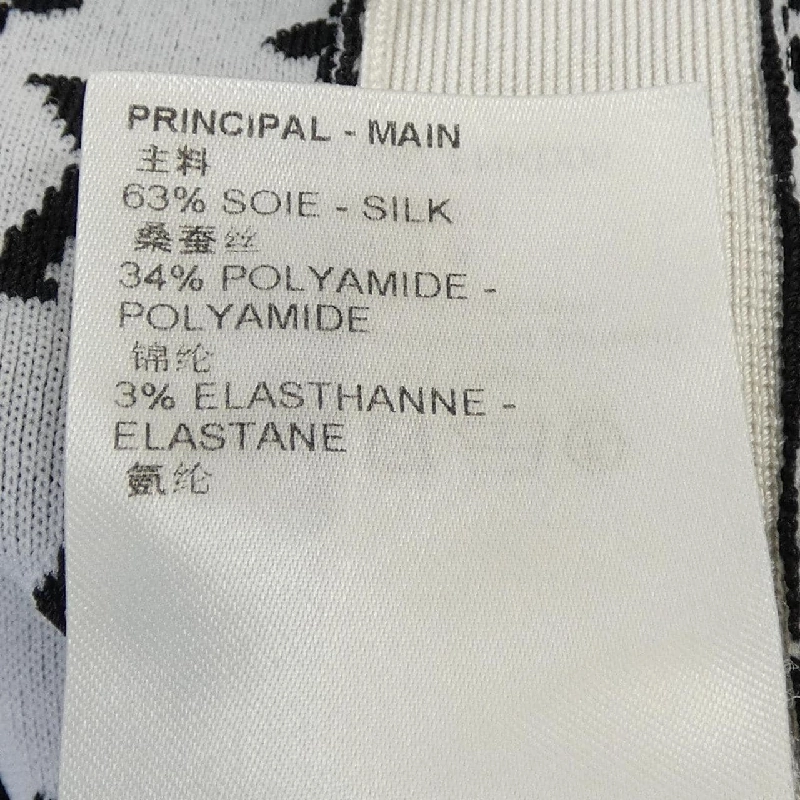 PRINCIPAL - MAIN
主料
63% SOIE - SILK
桑蚕丝
34% POLYAMIDE -
POLYAMIDE
锦纶
3% ELASTHANNE -
ELASTANE
氨纶